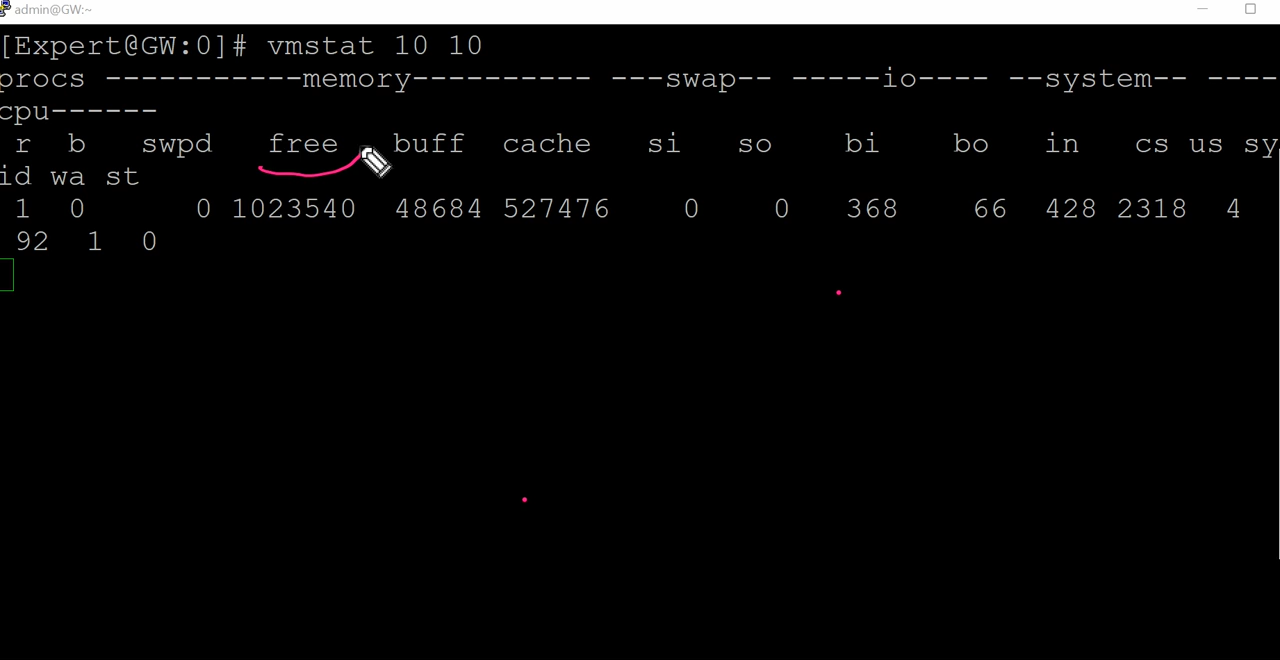 admin@GW:~
[Expert@GW:0]# vmstat 10 10
procs -----------memory---------- ---swap-- -----io---- --system-- ----
cpu------
r b swpd free buff cache si so bi bo in cs us sy
id wa st
1 0 0 1023540 48684 527476 0 0 368 66 428 2318 4
92 1 0